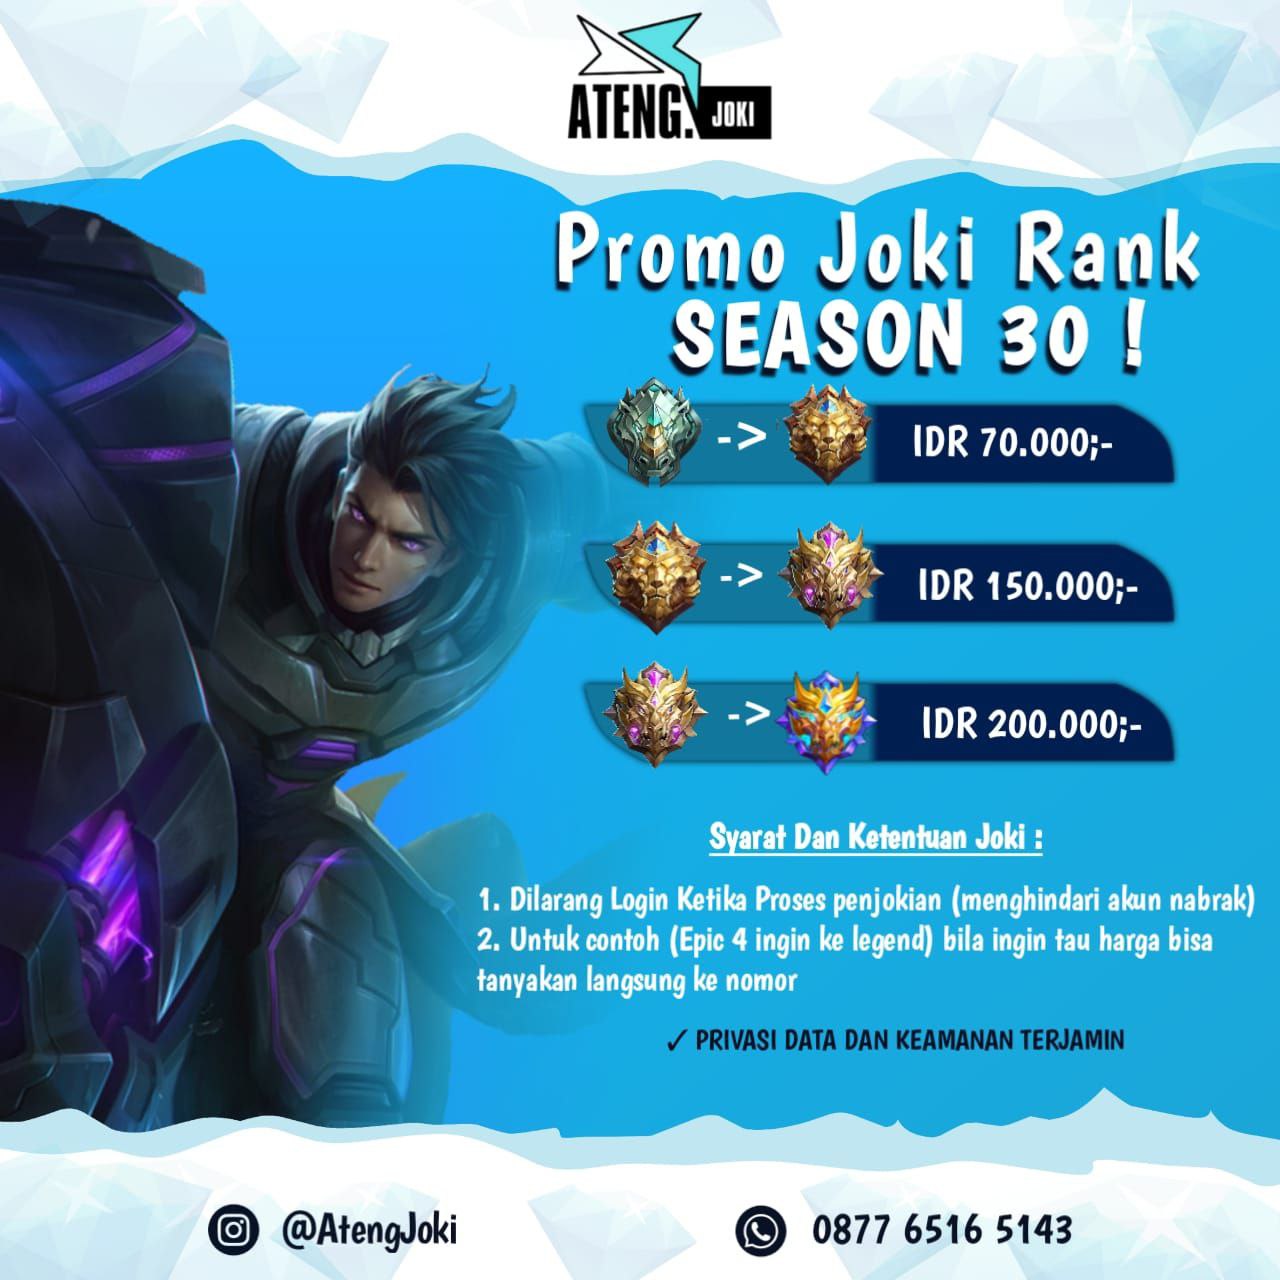 ATENG. JOKI
Promo Joki Rank
SEASON 30 !
-> IDR 70.000;-
-> IDR 150.000;-
-> IDR 200.000;-
Syarat Dan Ketentuan Joki :
1. Dilarang Login Ketika Proses penjokian (menghindari akun nabrak)
2. Untuk contoh (Epic 4 ingin ke legend) bila ingin tau harga bisa
tanyakan langsung ke nomor
✓ PRIVASI DATA DAN KEAMANAN TERJAMIN
@AtengJoki
0877 6516 5143